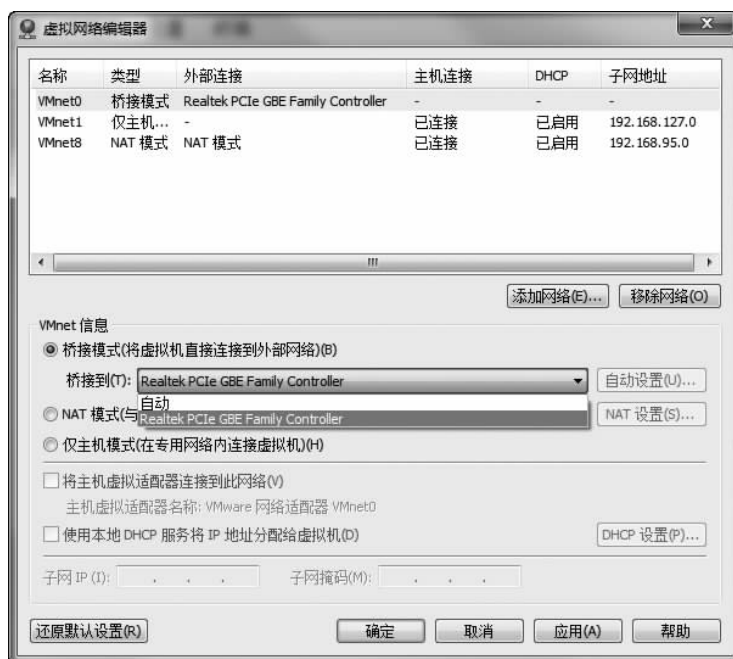 虚拟网络编辑器
名称 类型 外部连接 主机连接 DHCP 子网地址
VMnet0 桥接模式 Realtek PCIe GBE Family Controller - - -
VMnet1 仅主机... - 已连接 已启用 192.168.127.0
VMnet8 NAT 模式 NAT 模式 已连接 已启用 192.168.95.0
添加网络(E)... 移除网络(O)
VMnet 信息
桥接模式(将虚拟机直接连接到外部网络)(B)
桥接到(T): Realtek PCIe GBE Family Controller 自动设置(U)...
自动
NAT 模式(与 Realtek PCIe GBE Family Controller NAT 设置(S)...
仅主机模式(在专用网络内连接虚拟机)(H)
将主机虚拟适配器连接到此网络(V)
主机虚拟适配器名称: VMware 网络适配器 VMnet0
使用本地 DHCP 服务将 IP 地址分配给虚拟机(D) DHCP 设置(P)...
子网 IP (I): . . . 子网掩码(M): . . .
还原默认设置(R) 确定 取消 应用(A) 帮助